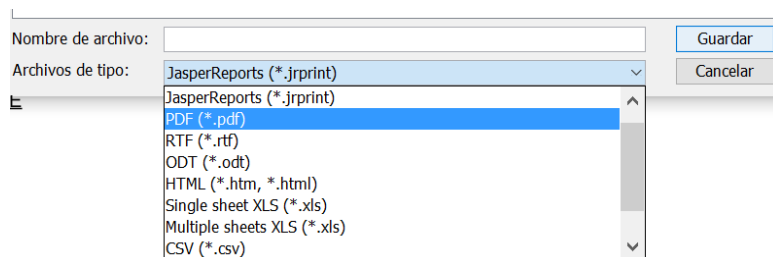 Nombre de archivo:
Guardar
Archivos de tipo:
JasperReports (*.jrprint)
Cancelar
E
JasperReports (*.jrprint)
PDF (*.pdf)
RTF (*.rtf)
ODT (*.odt)
HTML (*.htm, *.html)
Single sheet XLS (*.xls)
Multiple sheets XLS (*.xls)
CSV (*.csv)